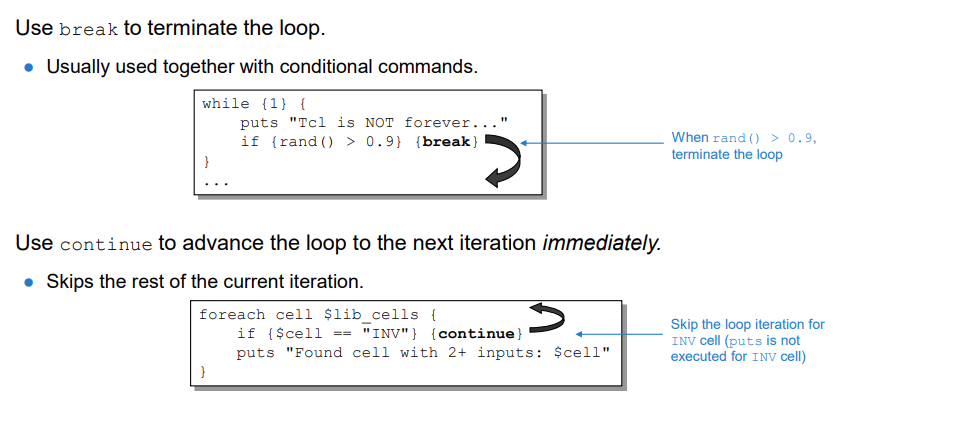 Use break to terminate the loop.
• Usually used together with conditional commands.
while {1} {
    puts "Tcl is NOT forever..."
    if {rand() > 0.9} {break}
}
...
When rand() > 0.9,
terminate the loop
Use continue to advance the loop to the next iteration immediately.
• Skips the rest of the current iteration.
foreach cell $lib_cells {
    if {$cell == "INV"} {continue}
    puts "Found cell with 2+ inputs: $cell"
}
Skip the loop iteration for
INV cell (puts is not
executed for INV cell)